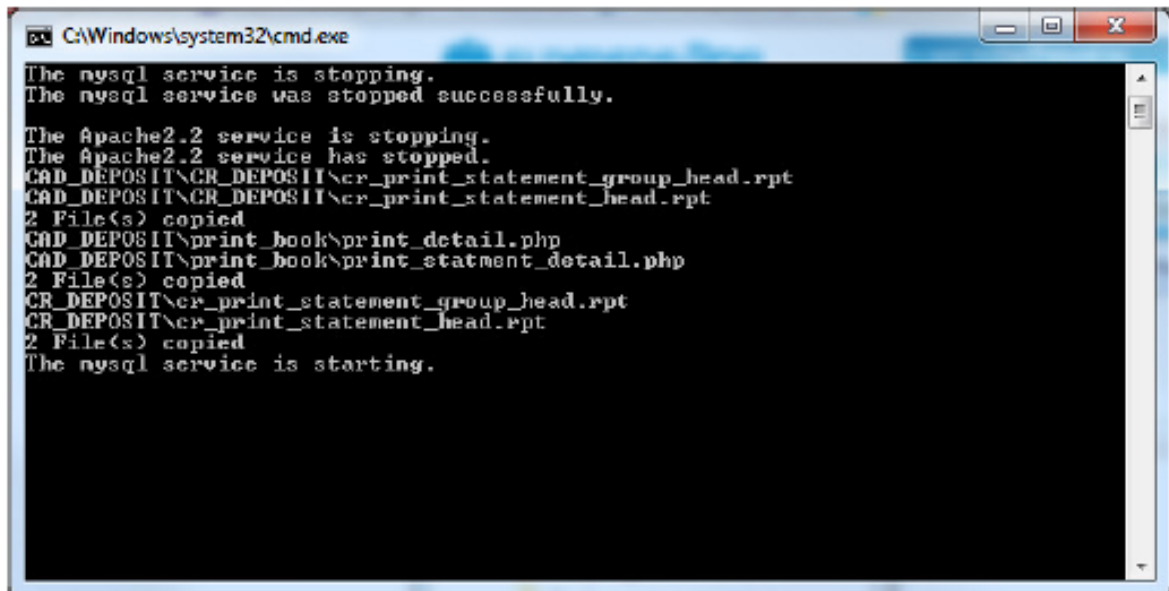 C:\Windows\system32\cmd.exe
The mysql service is stopping.
The mysql service was stopped successfully.
The Apache2.2 service is stopping.
The Apache2.2 service has stopped.
CAD_DEPOSIT\CR_DEPOSIT\cr_print_statement_group_head.rpt
CAD_DEPOSIT\CR_DEPOSIT\cr_print_statement_head.rpt
2 File(s) copied
CAD_DEPOSIT\print_book\print_detail.php
CAD_DEPOSIT\print_book\print_statment_detail.php
2 File(s) copied
CR_DEPOSIT\cr_print_statement_group_head.rpt
CR_DEPOSIT\cr_print_statement_head.rpt
2 File(s) copied
The mysql service is starting.